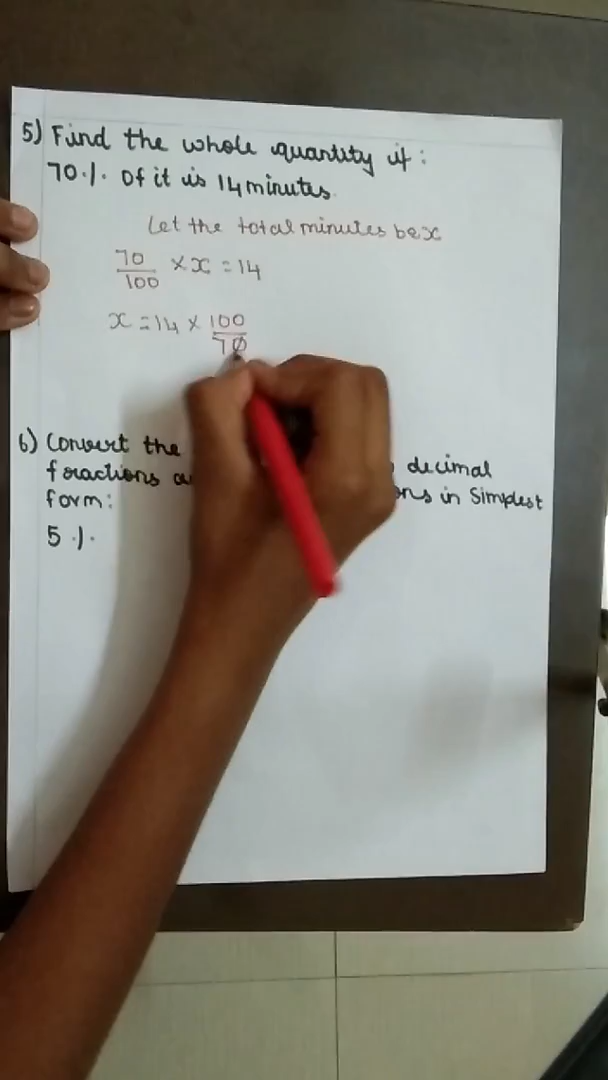 5) Find the whole quantity if:
70 % of it is 14 minutes.
Let the total minutes be x
70/100 × x = 14
x = 14 × 100/70
6) Convert the decimal
fractions in Simplest
form:
5 %